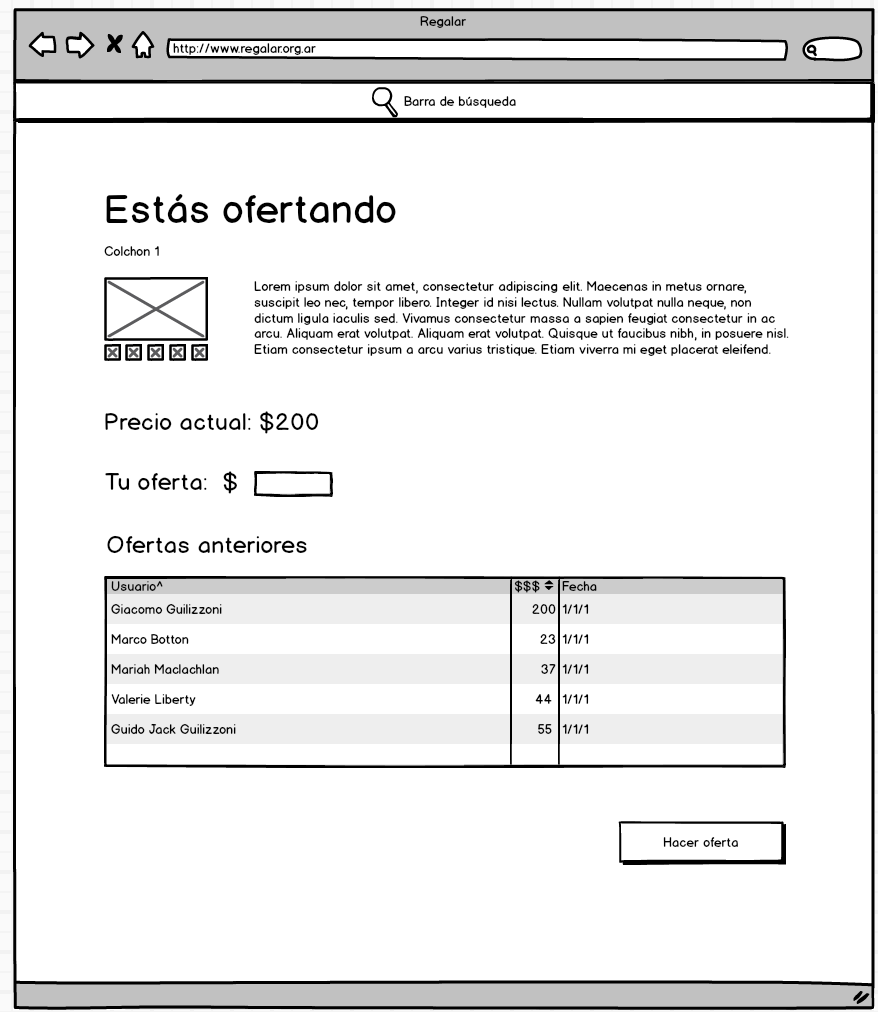 Regalar
http://www.regalar.org.ar
Barra de búsqueda
Estás ofertando
Colchon 1
Lorem ipsum dolor sit amet, consectetur adipiscing elit. Maecenas in metus ornare,
suscipit leo nec, tempor libero. Integer id nisi lectus. Nullam volutpat nulla neque, non
dictum ligula iaculis sed. Vivamus consectetur massa a sapien feugiat consectetur in ac
arcu. Aliquam erat volutpat. Aliquam erat volutpat. Quisque ut faucibus nibh, in posuere nisl.
Etiam consectetur ipsum a arcu varius tristique. Etiam viverra mi eget placerat eleifend.
Precio actual: $200
Tu oferta: $
Ofertas anteriores
Usuario^ $$$ Fecha
Giacomo Guilizzoni 200 1/1/1
Marco Botton 23 1/1/1
Mariah Maclachlan 37 1/1/1
Valerie Liberty 44 1/1/1
Guido Jack Guilizzoni 55 1/1/1
Hacer oferta